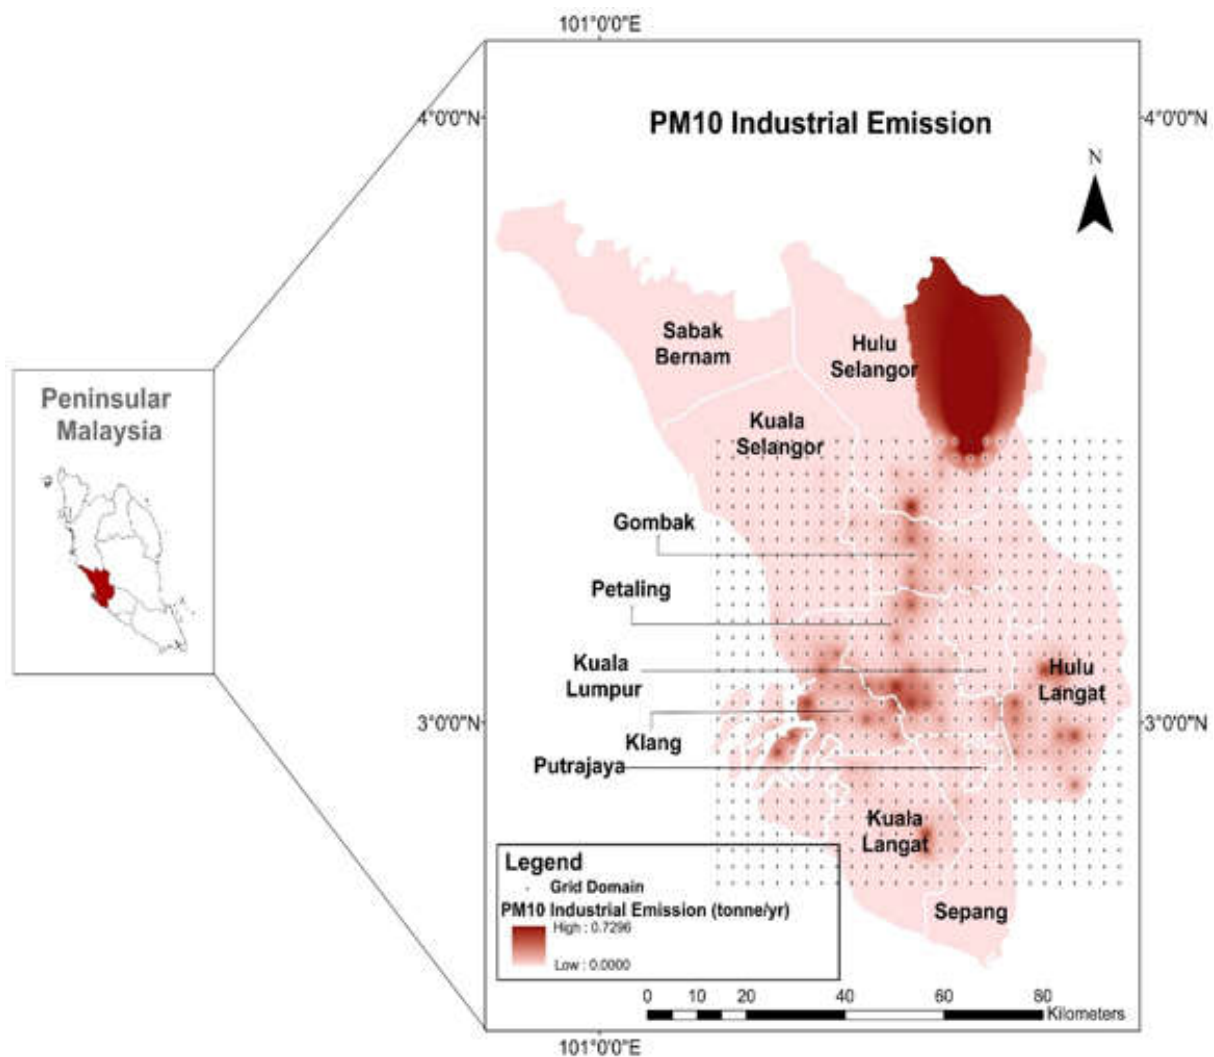 101°0'0"E
4°0'0"N
4°0'0"N
PM10 Industrial Emission
N
Sabak
Bernam
Hulu
Selangor
Peninsular
Malaysia
Kuala
Selangor
Gombak
Petaling
Kuala
Lumpur
Hulu
Langat
3°0'0"N
3°0'0"N
Klang
Putrajaya
Kuala
Langat
Sepang
Legend
Grid Domain
PM10 Industrial Emission (tonne/yr)
High : 0.7296
Low : 0.0000
0 10 20 40 60 80
Kilometers
101°0'0"E